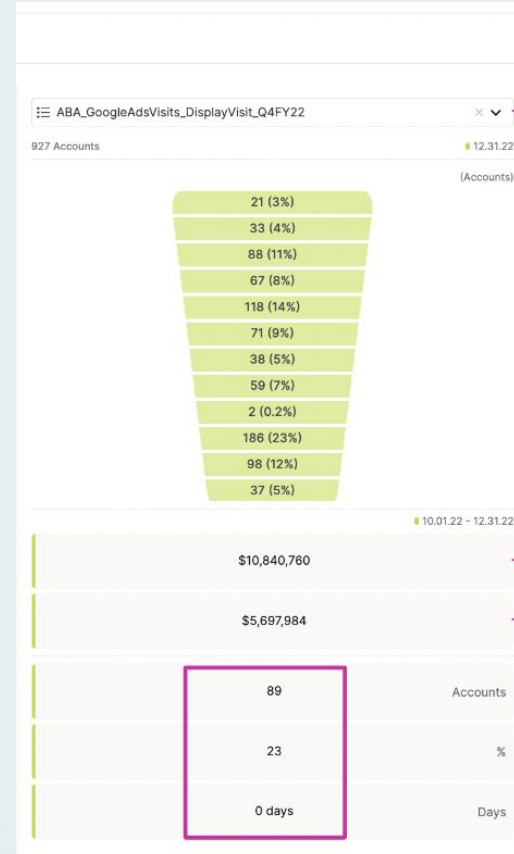 ABA_GoogleAdsVisits_DisplayVisit_Q4FY22
927 Accounts 12.31.22
(Accounts)
21 (3%)
33 (4%)
88 (11%)
67 (8%)
118 (14%)
71 (9%)
38 (5%)
59 (7%)
2 (0.2%)
186 (23%)
98 (12%)
37 (5%)
10.01.22 - 12.31.22
$10,840,760
$5,697,984
89 Accounts
23 %
0 days Days